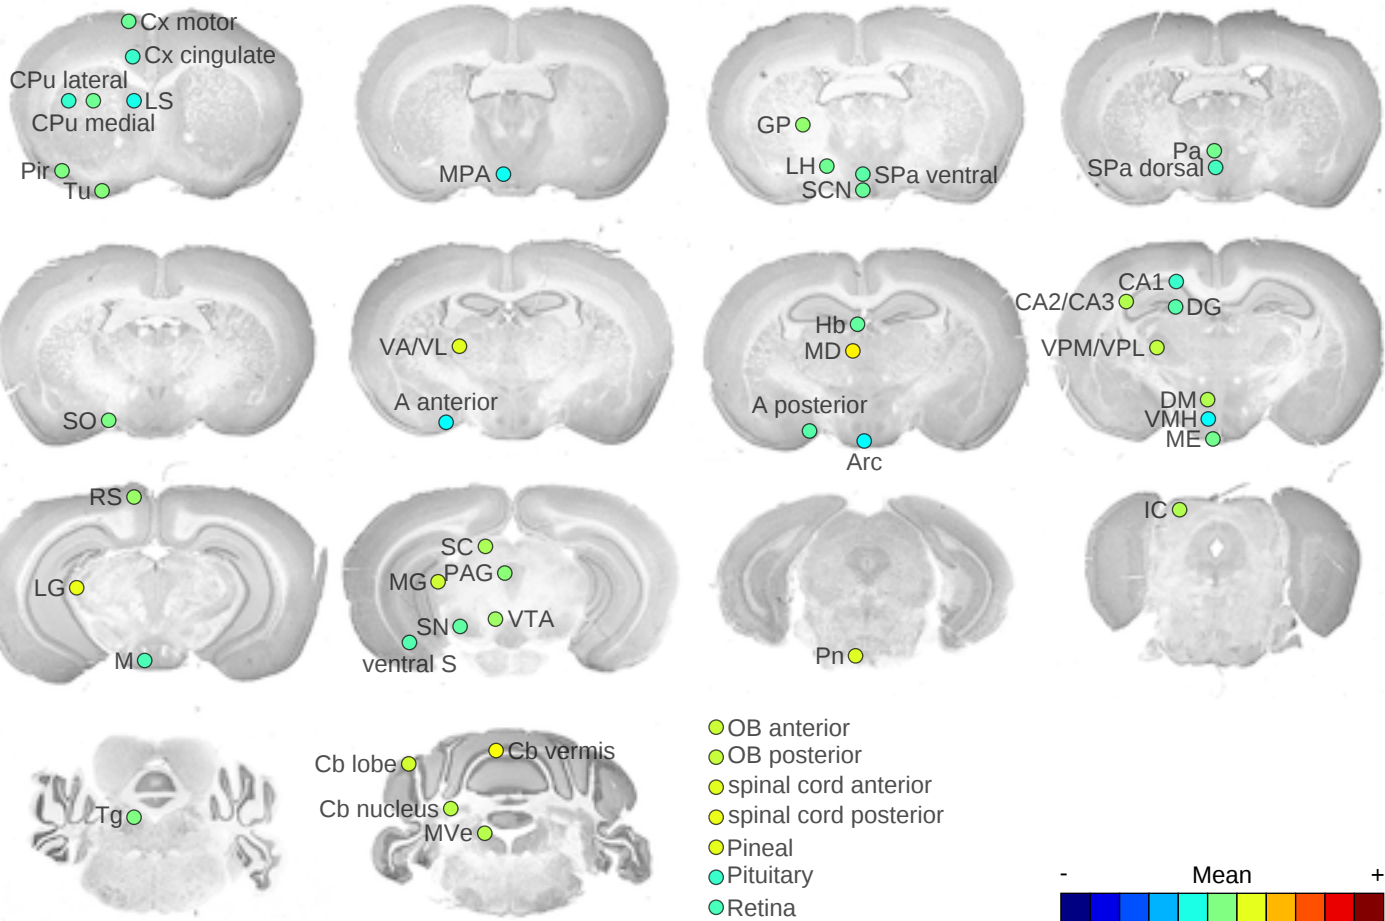 Cx motor
Cx cingulate
CPu lateral
LS
CPu medial
Pir
Tu
MPA
GP
LH
SPa ventral
SCN
Pa
SPa dorsal
SO
VA/VL
A anterior
Hb
MD
A posterior
Arc
CA1
CA2/CA3
DG
VPM/VPL
DM
VMH
ME
RS
LG
M
SC
PAG
MG
VTA
SN
ventral S
Pn
IC
Tg
Cb vermis
Cb lobe
Cb nucleus
MVe
OB anterior
OB posterior
spinal cord anterior
spinal cord posterior
Pineal
Pituitary
Retina
- Mean +